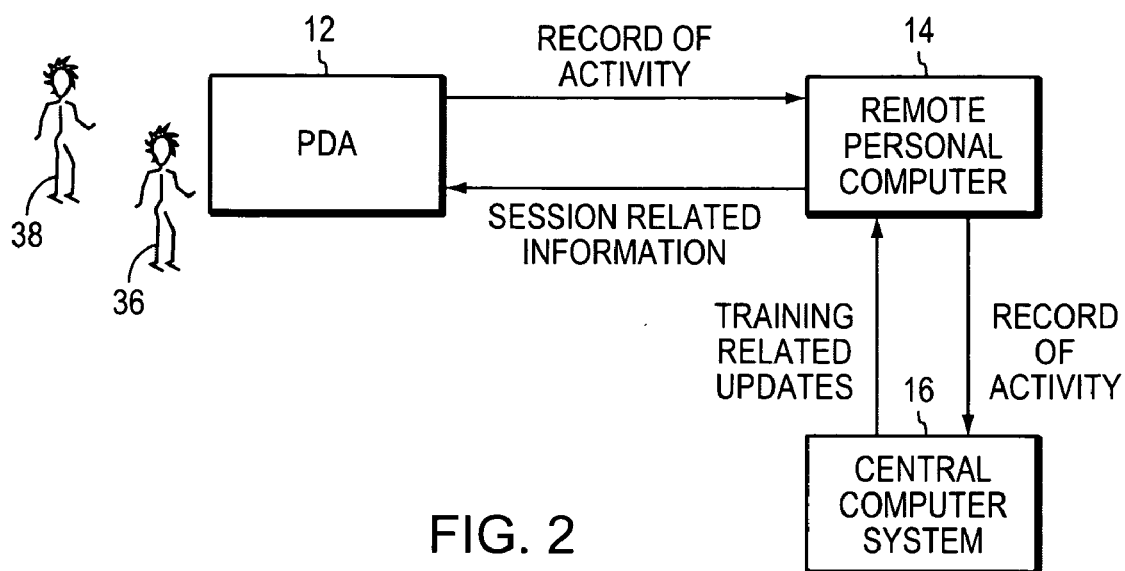 12
RECORD OF
ACTIVITY
14
PDA
REMOTE
PERSONAL
COMPUTER
38
36
SESSION RELATED
INFORMATION
TRAINING
RELATED
UPDATES
RECORD
OF
ACTIVITY
16
CENTRAL
COMPUTER
SYSTEM
FIG. 2